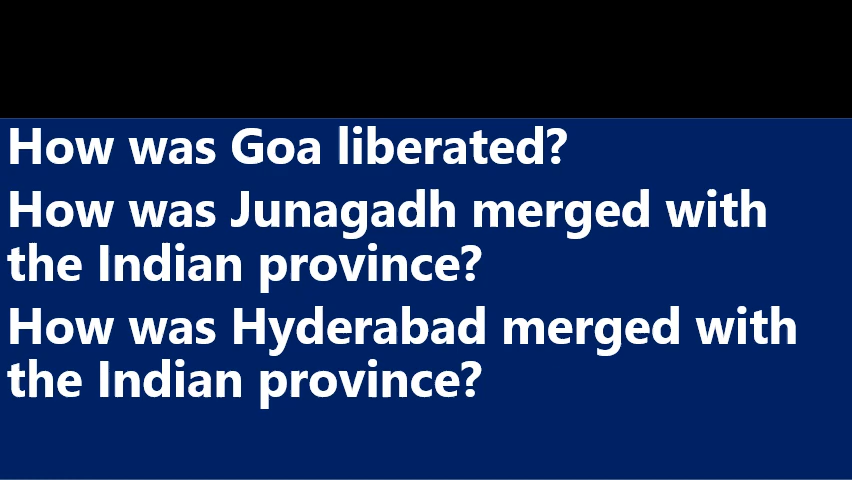 How was Goa liberated?
How was Junagadh merged with
the Indian province?
How was Hyderabad merged with
the Indian province?